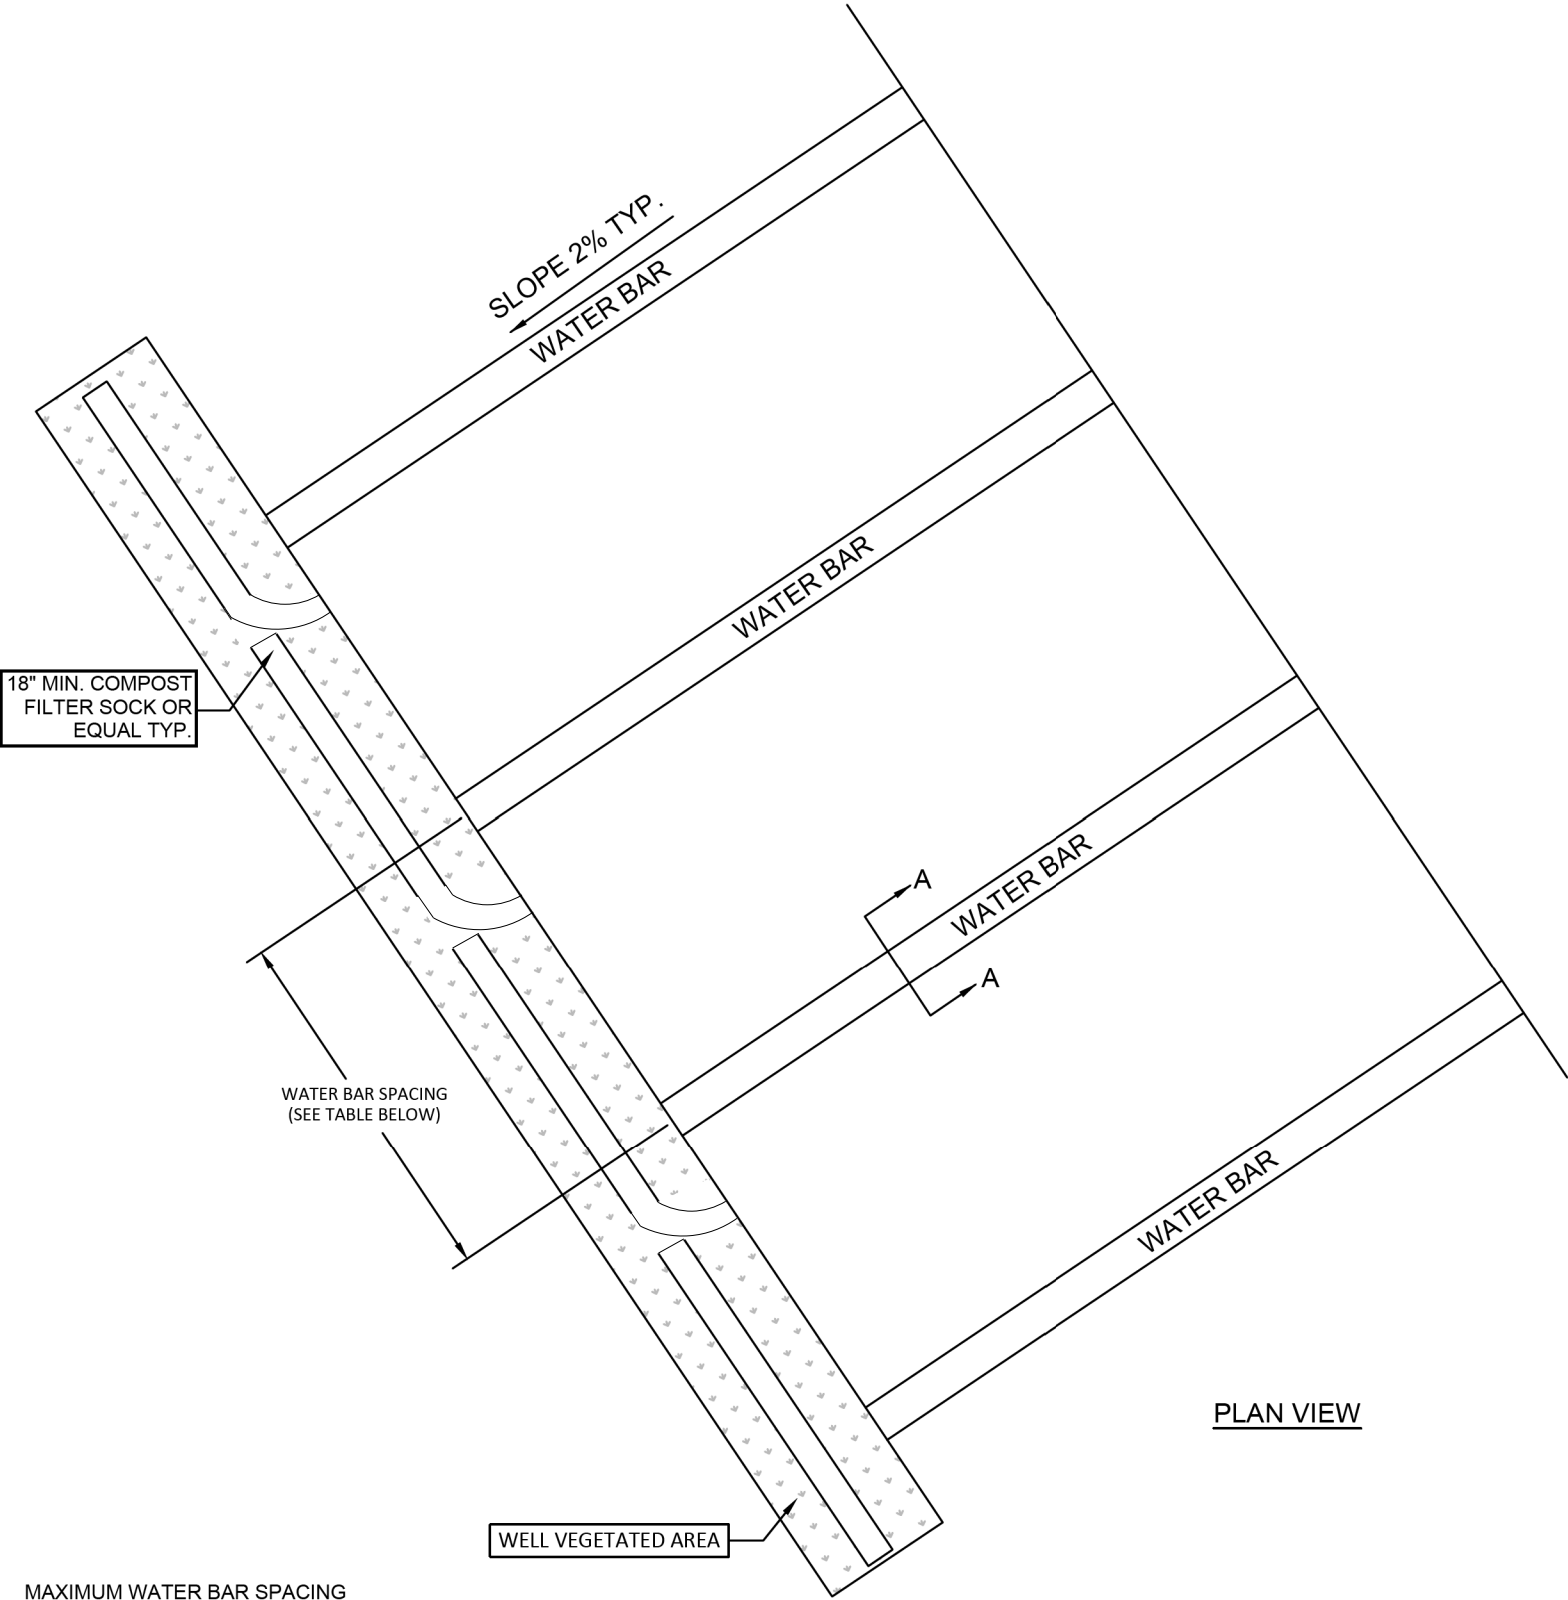 SLOPE 2% TYP.
WATER BAR
WATER BAR
18" MIN. COMPOST
FILTER SOCK OR
EQUAL TYP.
WATER BAR
A
A
WATER BAR SPACING
(SEE TABLE BELOW)
WATER BAR
PLAN VIEW
WELL VEGETATED AREA
MAXIMUM WATER BAR SPACING